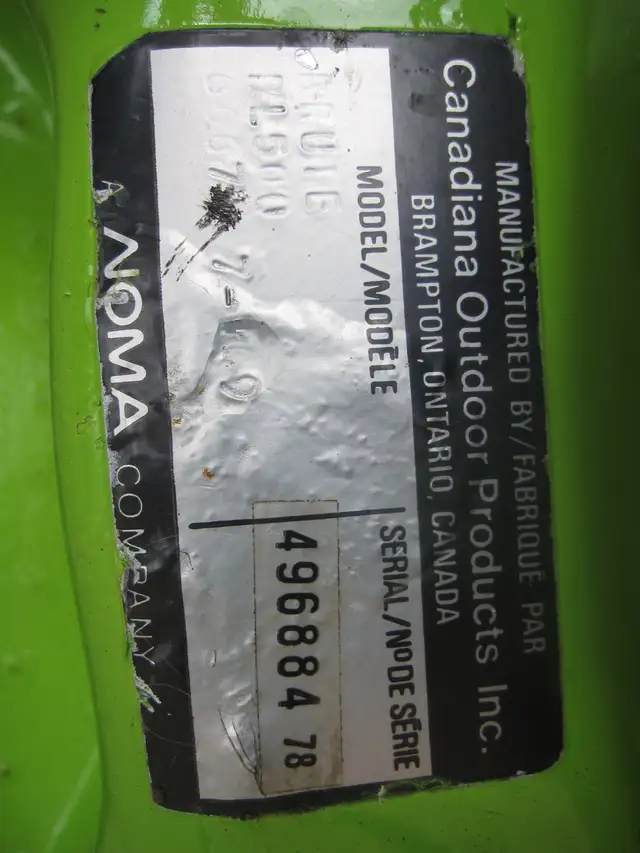 MANUFACTURED BY/FABRIQUÉ PAR
Canadiana Outdoor Products Inc.
BRAMPTON, ONTARIO, CANADA
MODEL/MODÈLE
SERIAL/Nº DE SÉRIE
496884 78
A NOMA COMPANY